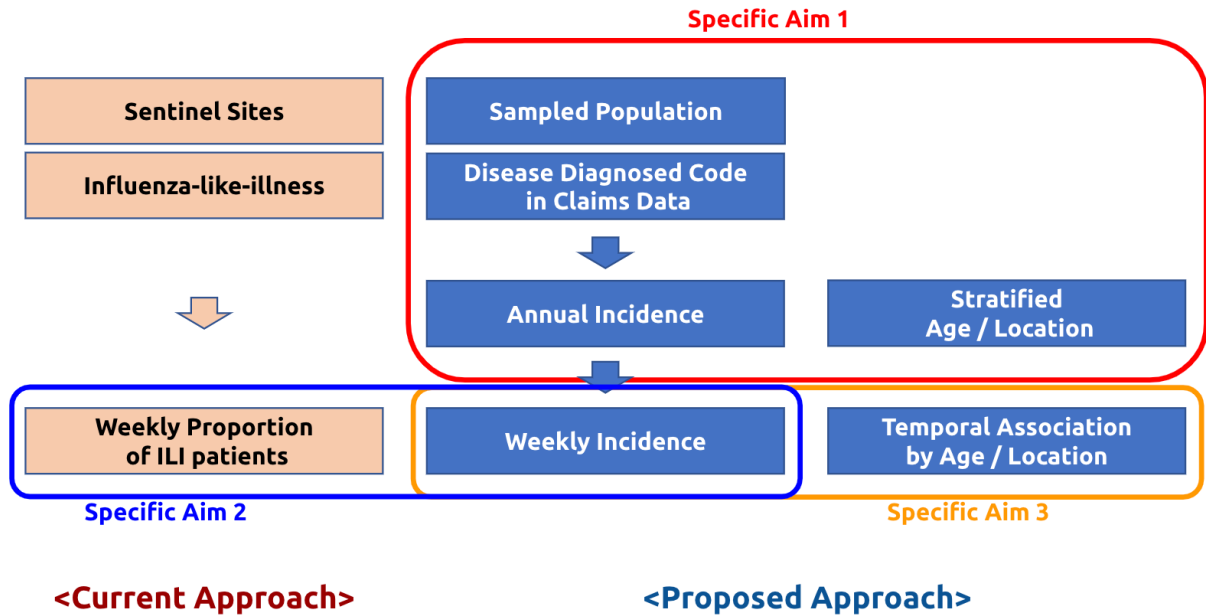 Specific Aim 1
Sentinel Sites
Sampled Population
Influenza-like-illness
Disease Diagnosed Code
in Claims Data
Annual Incidence
Stratified
Age / Location
Weekly Proportion
of ILI patients
Weekly Incidence
Temporal Association
by Age / Location
Specific Aim 2
Specific Aim 3
<Current Approach>
<Proposed Approach>